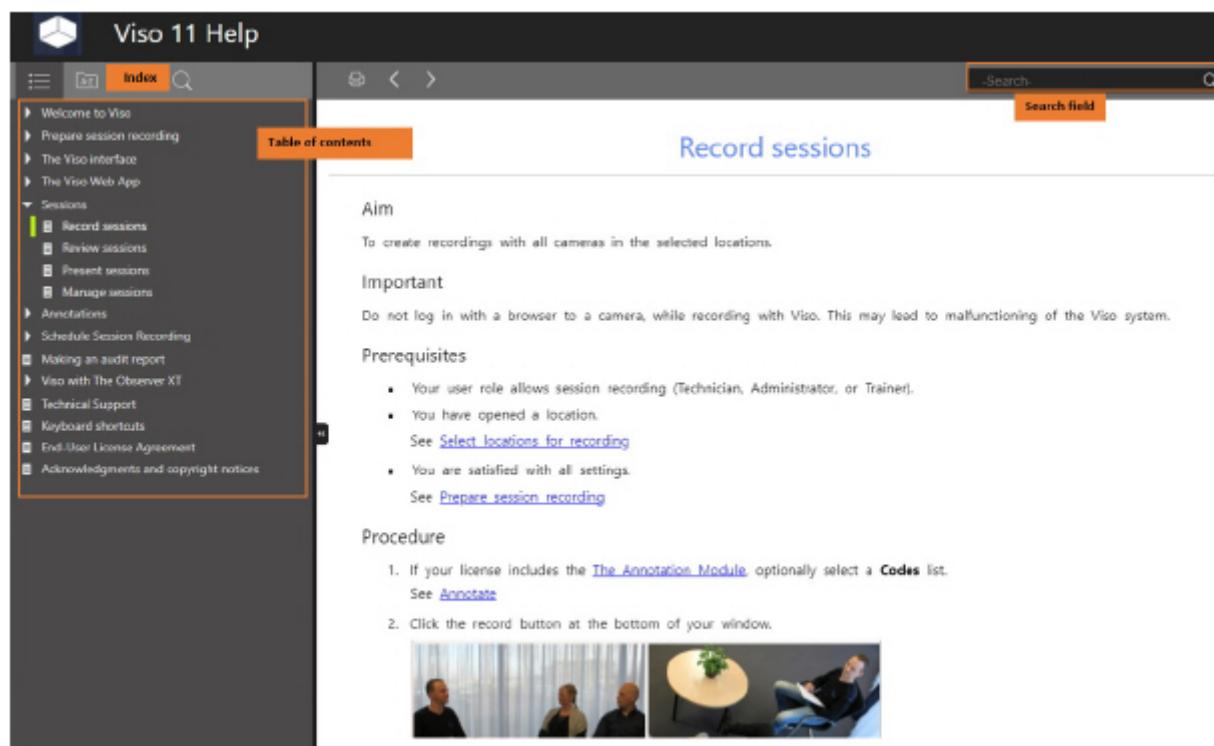 Viso 11 Help
Index
-Search-
Search field
Welcome to Viso
Prepare session recording
The Viso interface
The Viso Web App
Sessions
Record sessions
Review sessions
Present sessions
Manage sessions
Annotations
Schedule Session Recording
Making an audit report
Viso with The Observer XT
Technical Support
Keyboard shortcuts
End-User License Agreement
Acknowledgments and copyright notices
Table of contents
Record sessions
Aim
To create recordings with all cameras in the selected locations.
Important
Do not log in with a browser to a camera, while recording with Viso. This may lead to malfunctioning of the Viso system.
Prerequisites
Your user role allows session recording (Technician, Administrator, or Trainer).
You have opened a location.
See Select locations for recording
You are satisfied with all settings.
See Prepare session recording
Procedure
1. If your license includes the The Annotation Module, optionally select a Codes list.
See Annotate
2. Click the record button at the bottom of your window.